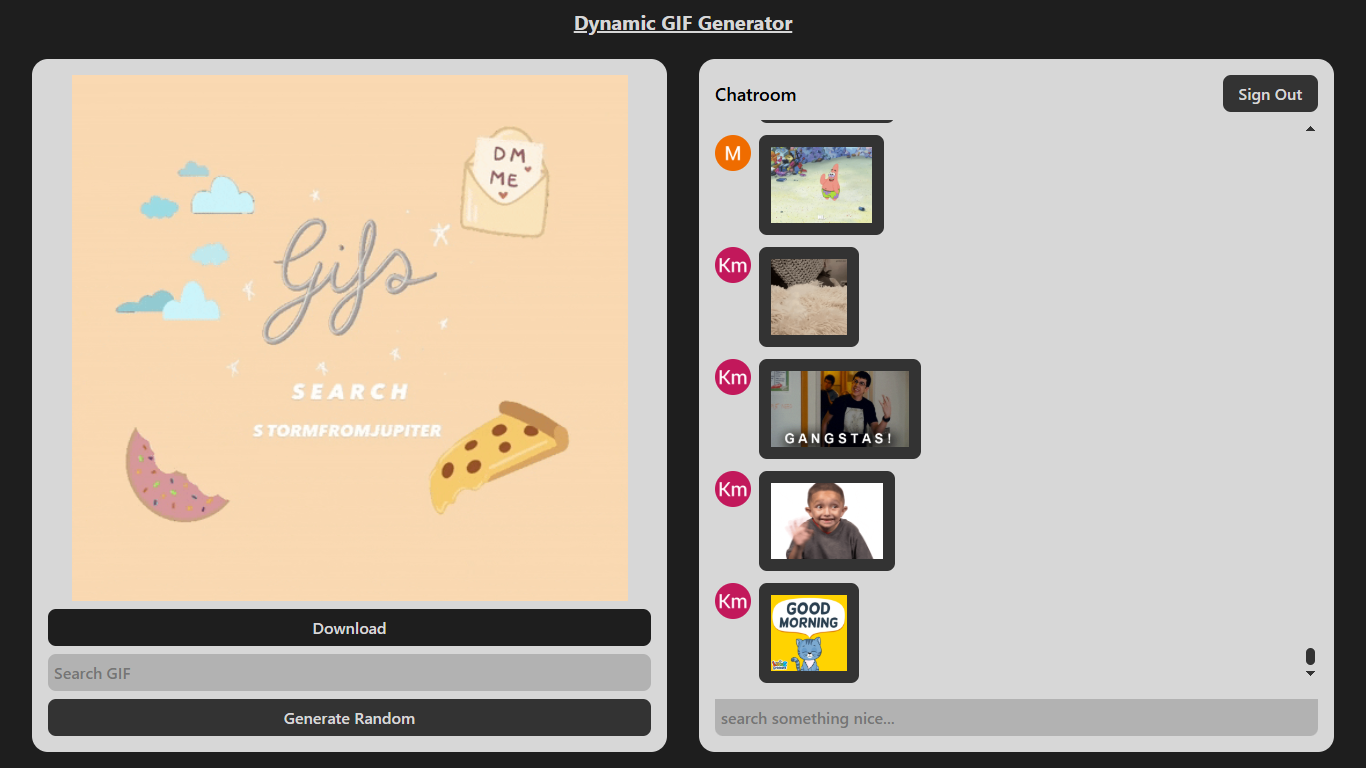 Dynamic GIF Generator
DM
ME
Gifs
SEARCH
STORMFROMJUPITER
Download
Search GIF
Generate Random
Chatroom
Sign Out
M
Km
Km
GANGSTAS!
Km
Km
GOOD
MORNING
search something nice...